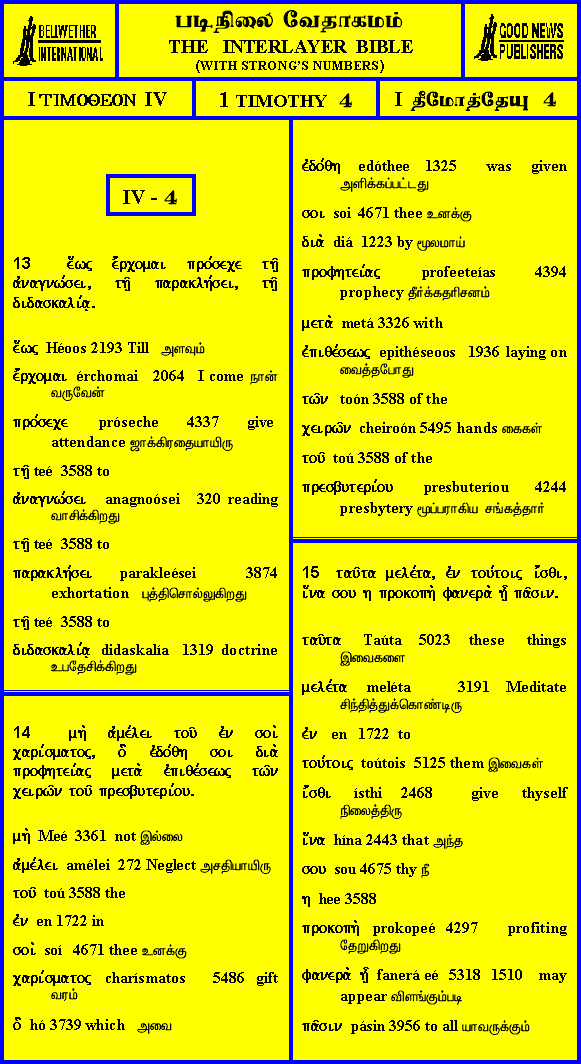 BELLWETHER
INTERNATIONAL
படிநிலை வேதாகமம்
THE INTERLAYER BIBLE
(WITH STRONG'S NUMBERS)
GOOD NEWS
PUBLISHERS
I ΤΙΜΟΘΕΟΝ IV
1 TIMOTHY 4
I தீமோத்தேயு 4
IV - 4
13 ἕως ἔρχομαι πρόσεχε τῇ
ἀναγνώσει, τῇ παρακλήσει, τῇ
διδασκαλίᾳ.
ἕως Héoos 2193 Till அளவும்
ἔρχομαι érchomai 2064 I come நான்
வருவேன்
πρόσεχε próseche 4337 give
attendance ஜாக்கிரதையாயிரு
τῇ teé 3588 to
ἀναγνώσει anagnoósei 320 reading
வாசிக்கிறது
τῇ teé 3588 to
παρακλήσει parakleései 3874
exhortation புத்திசொல்லுகிறது
τῇ teé 3588 to
διδασκαλίᾳ didaskalía 1319 doctrine
உபதேசிக்கிறது
14 μὴ ἀμέλει τοῦ ἐν σοὶ
χαρίσματος, ὃ ἐδόθη σοι διὰ
προφητείας μετὰ ἐπιθέσεως τῶν
χειρῶν τοῦ πρεσβυτερίου.
μὴ Meé 3361 not இல்லை
ἀμέλει amélei 272 Neglect அசதியாயிரு
τοῦ toú 3588 the
ἐν en 1722 in
σοὶ soí 4671 thee உனக்கு
χαρίσματος charísmatos 5486 gift
வரம்
ὃ hó 3739 which அவை
ἐδόθη edóthee 1325 was given
அளிக்கப்பட்டது
σοι soi 4671 thee உனக்கு
διὰ diá 1223 by மூலமாய்
προφητείας profeeteías 4394
prophecy தீர்க்கதரிசனம்
μετὰ metá 3326 with
ἐπιθέσεως epithéseoos 1936 laying on
வைத்தபோது
τῶν toón 3588 of the
χειρῶν cheiroón 5495 hands கைகள்
τοῦ toú 3588 of the
πρεσβυτερίου presbuteríou 4244
presbytery மூப்பராகிய சங்கத்தார்
15 ταῦτα μελέτα, ἐν τούτοις ἴσθι,
ἵνα σου η προκοπὴ φανερὰ ᾖ πᾶσιν.
ταῦτα Taúta 5023 these things
இவைகளை
μελέτα meléta 3191 Meditate
சிந்தித்துக்கொண்டிரு
ἐν en 1722 to
τούτοις toútois 5125 them இவைகள்
ἴσθι ísthi 2468 give thyself
நிலைத்திரு
ἵνα hína 2443 that அந்த
σου sou 4675 thy நீ
η hee 3588
προκοπὴ prokopeé 4297 profiting
தேறுகிறது
φανερὰ ᾖ fanerá eé 5318 1510 may
appear விளங்கும்படி
πᾶσιν pásin 3956 to all யாவருக்கும்